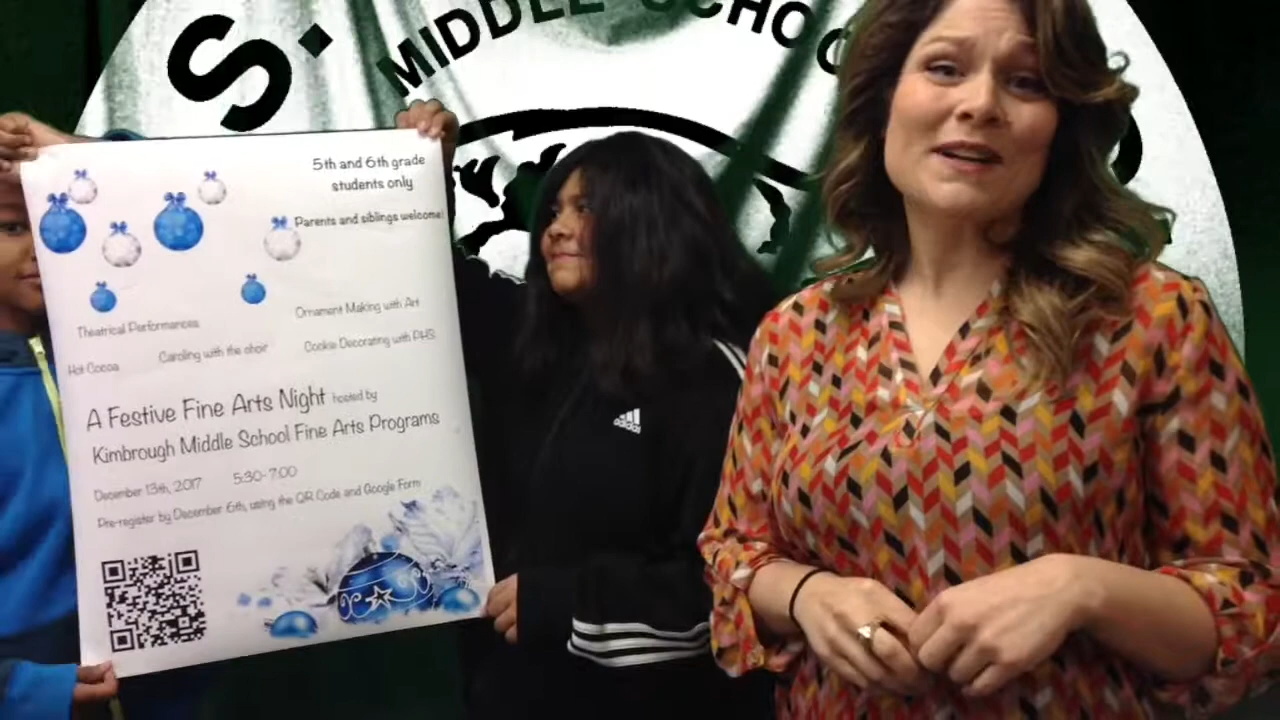 S.
MIDDLE SCHOO
5th and 6th grade
students only
Parents and siblings welcome!
Theatrical Performances
Ornament Making with Art
Hot Cocoa
Caroling with the choir
Cookie Decorating with PHS
A Festive Fine Arts Night hosted by
Kimbrough Middle School Fine Arts Programs
December 13th, 2017 5:30-7:00
Pre-register by December 6th, using the QR Code and Google Form
adidas